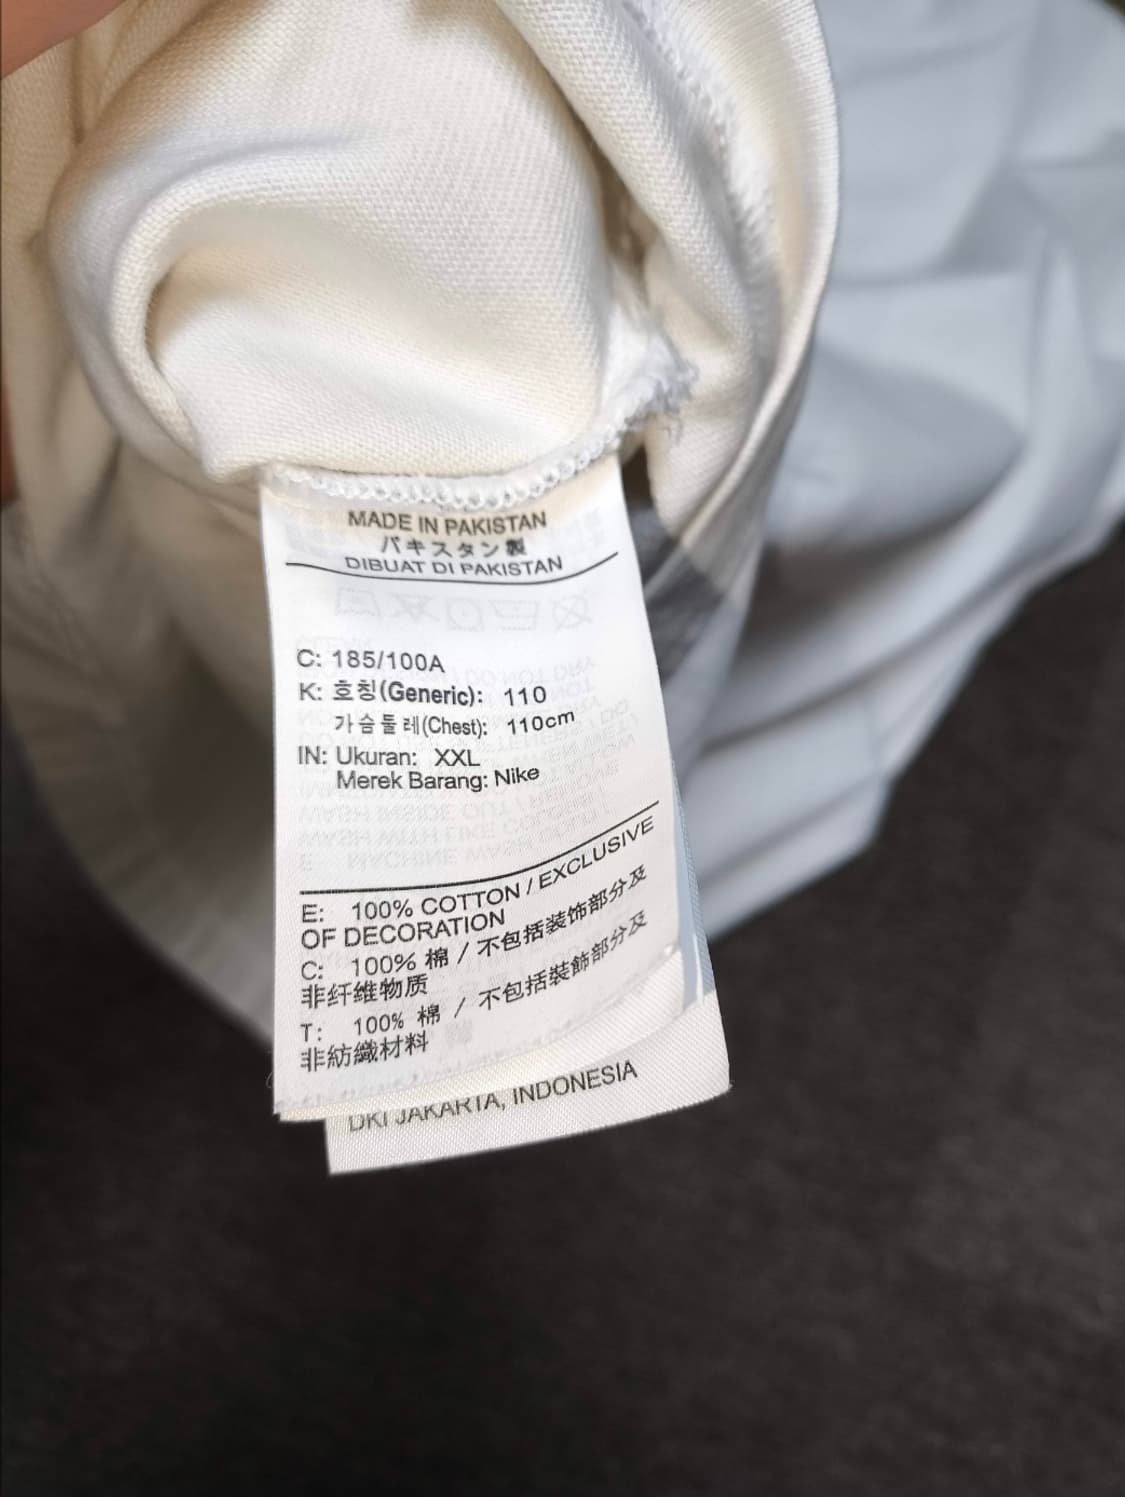 MADE IN PAKISTAN
パキスタン製
DIBUAT DI PAKISTAN
C: 185/100A
K: 호칭(Generic): 110
가슴둘레(Chest): 110cm
IN: Ukuran: XXL
Merek Barang: Nike
E: 100% COTTON / EXCLUSIVE
OF DECORATION
C: 100% 棉 / 不包括装饰部分及
非纤维物质
T: 100% 棉 / 不包括裝飾部分及
非紡織材料
DKI JAKARTA, INDONESIA